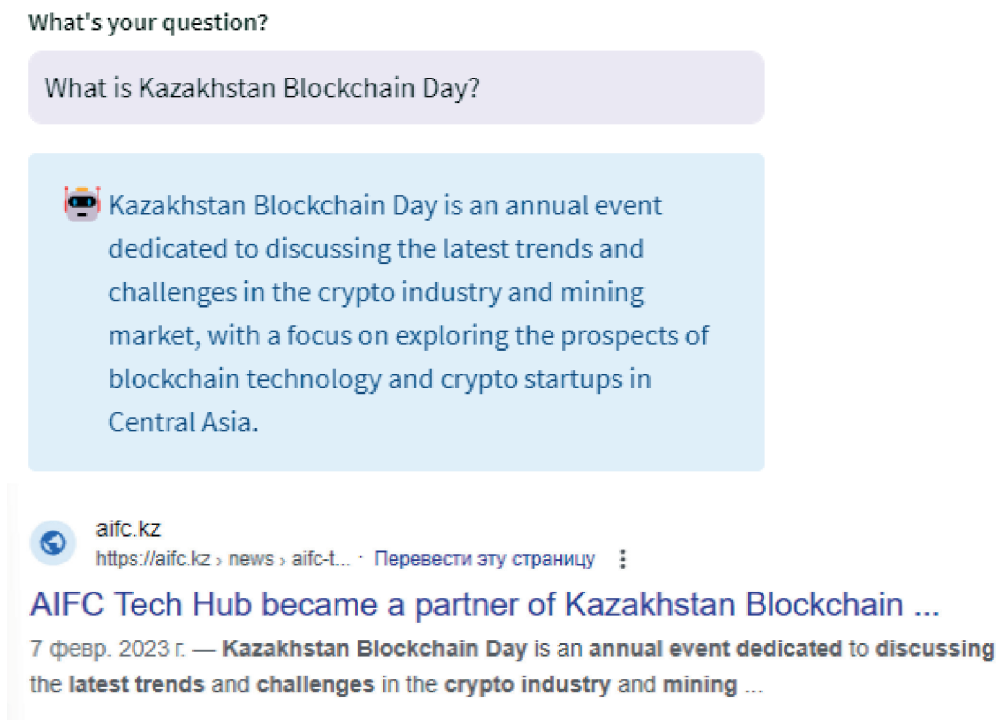 What's your question?
What is Kazakhstan Blockchain Day?
Kazakhstan Blockchain Day is an annual event
dedicated to discussing the latest trends and
challenges in the crypto industry and mining
market, with a focus on exploring the prospects of
blockchain technology and crypto startups in
Central Asia.
aifc.kz
https://aifc.kz › news › aifc-t... · Перевести эту страницу
AIFC Tech Hub became a partner of Kazakhstan Blockchain ...
7 февр. 2023 г. — Kazakhstan Blockchain Day is an annual event dedicated to discussing
the latest trends and challenges in the crypto industry and mining ...